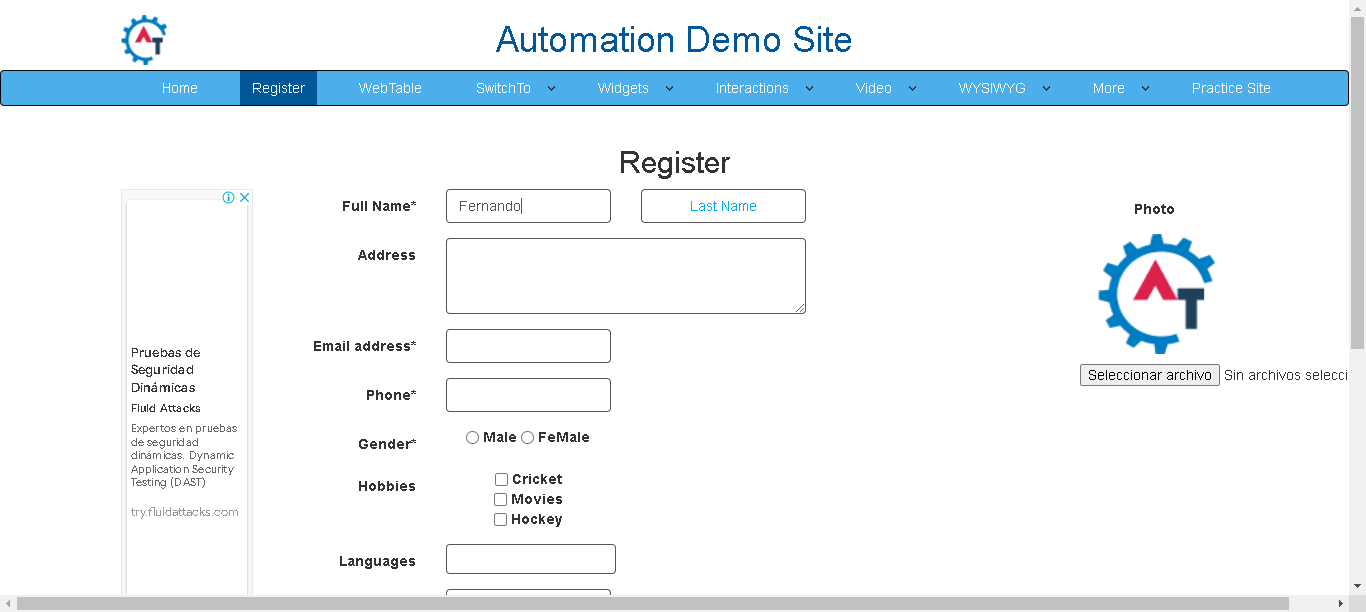 Automation Demo Site
Home Register WebTable SwitchTo Widgets Interactions Video WYSIWYG More Practice Site
Register
Full Name* Fernando Last Name
Address
Email address*
Phone*
Gender* Male FeMale
Hobbies Cricket
Movies
Hockey
Languages
Photo
AT
Seleccionar archivo Sin archivos selecci
Pruebas de
Seguridad
Dinámicas
Fluid Attacks
Expertos en pruebas
de seguridad
dinámicas. Dynamic
Application Security
Testing (DAST)
try.fluidattacks.com